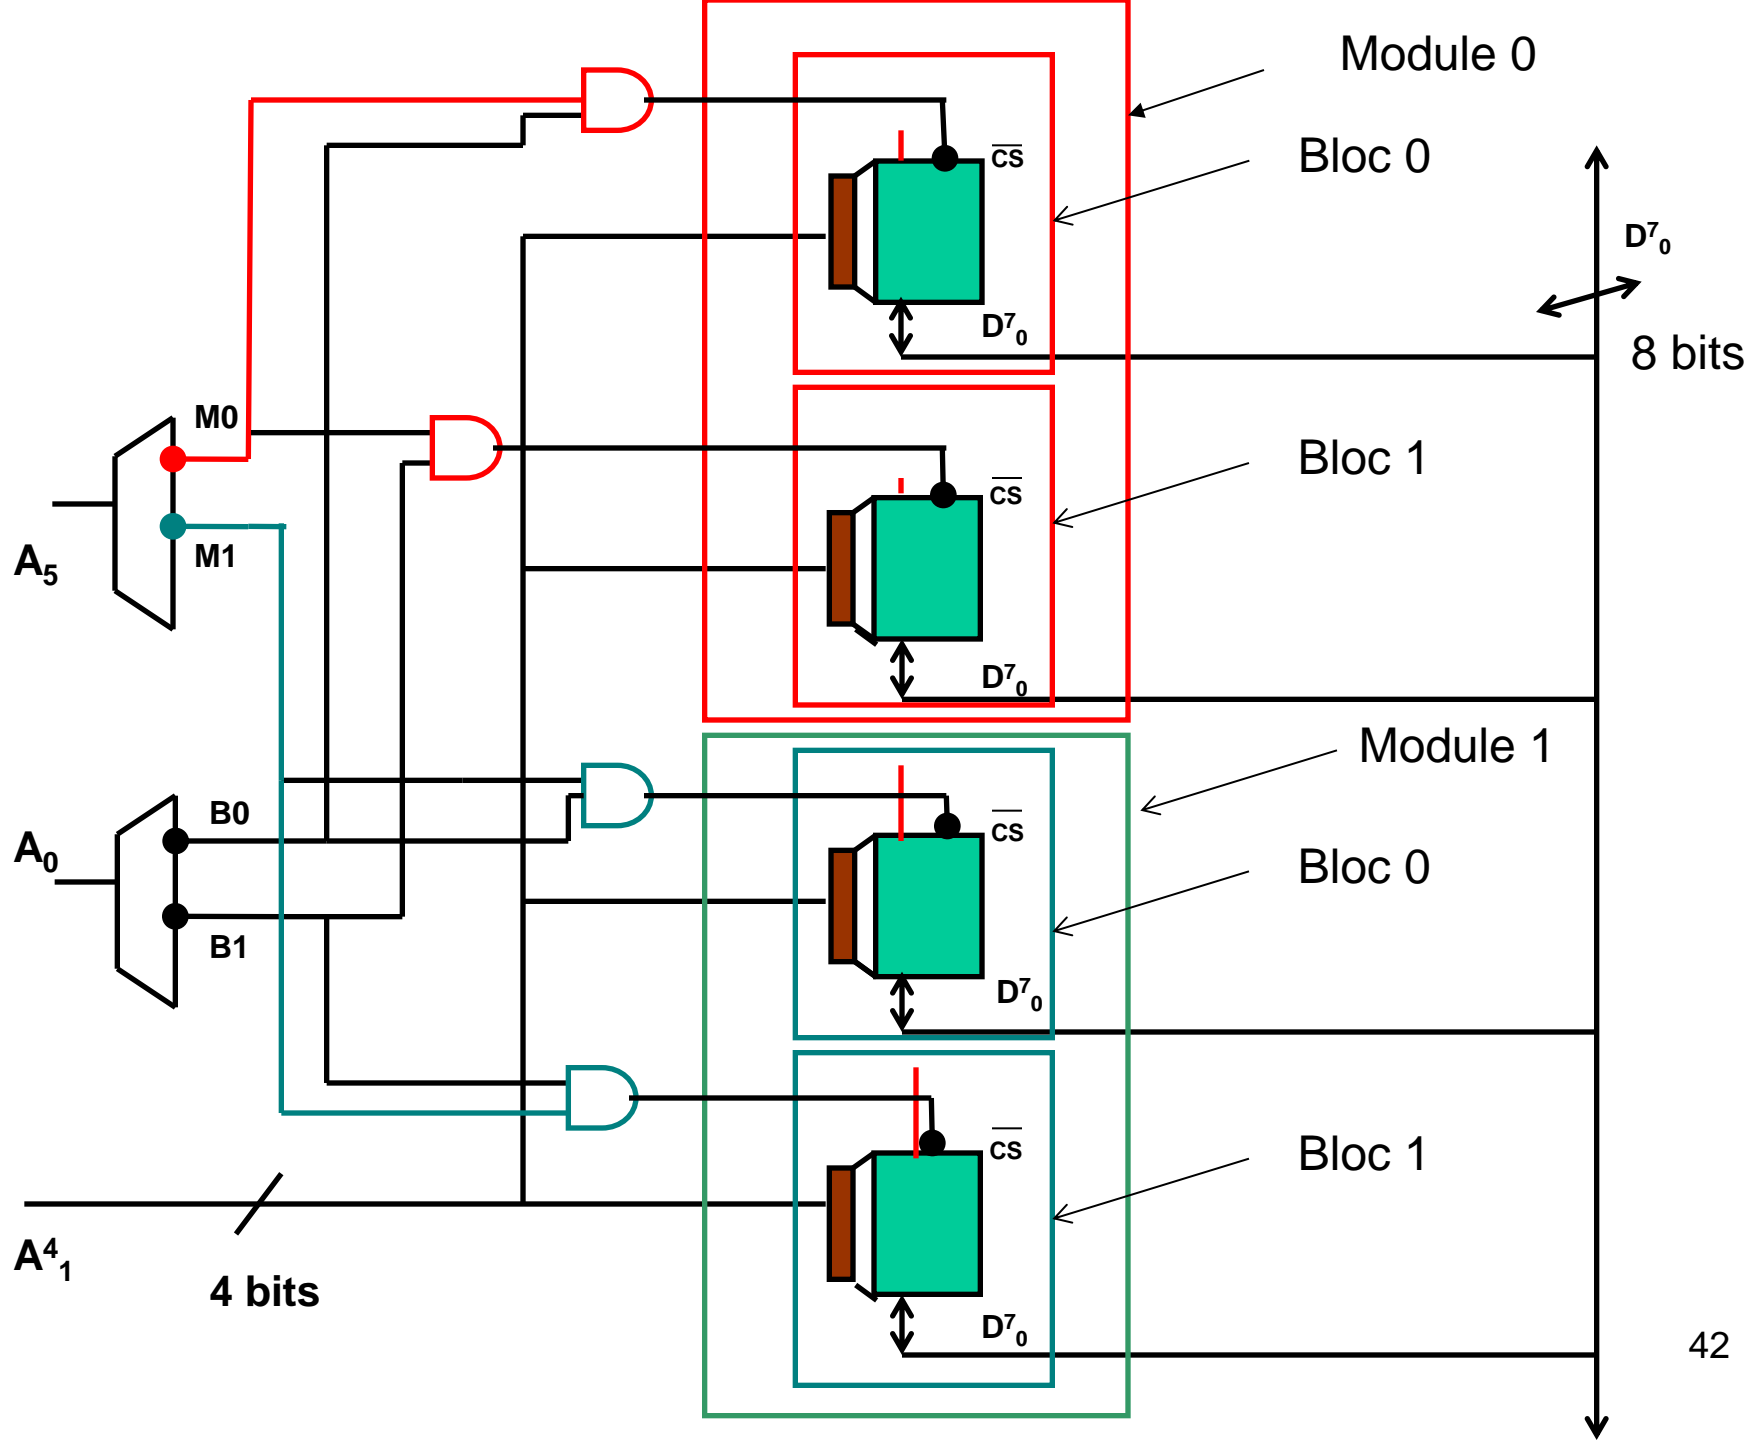 Module 0
Bloc 0
CS
D⁷₀
D⁷₀
8 bits
M0
Bloc 1
CS
M1
A₅
D⁷₀
Module 1
B0
CS
A₀
Bloc 0
B1
D⁷₀
CS
Bloc 1
A⁴₁
4 bits
D⁷₀
42